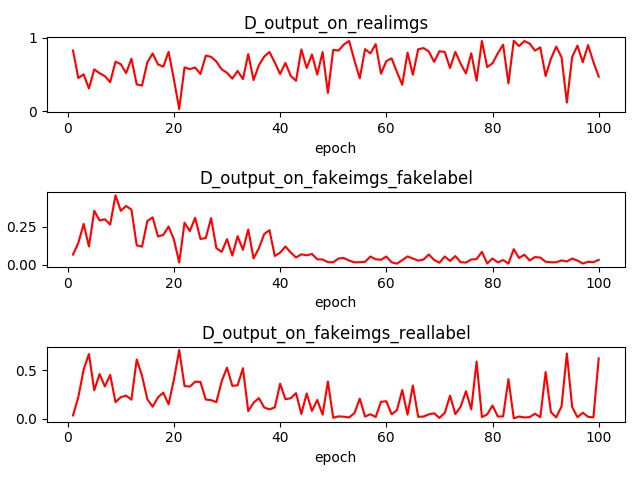 D_output_on_realimgs
1
0
0 20 40 60 80 100
epoch
D_output_on_fakeimgs_fakelabel
0.25
0.00
0 20 40 60 80 100
epoch
D_output_on_fakeimgs_reallabel
0.5
0.0
0 20 40 60 80 100
epoch